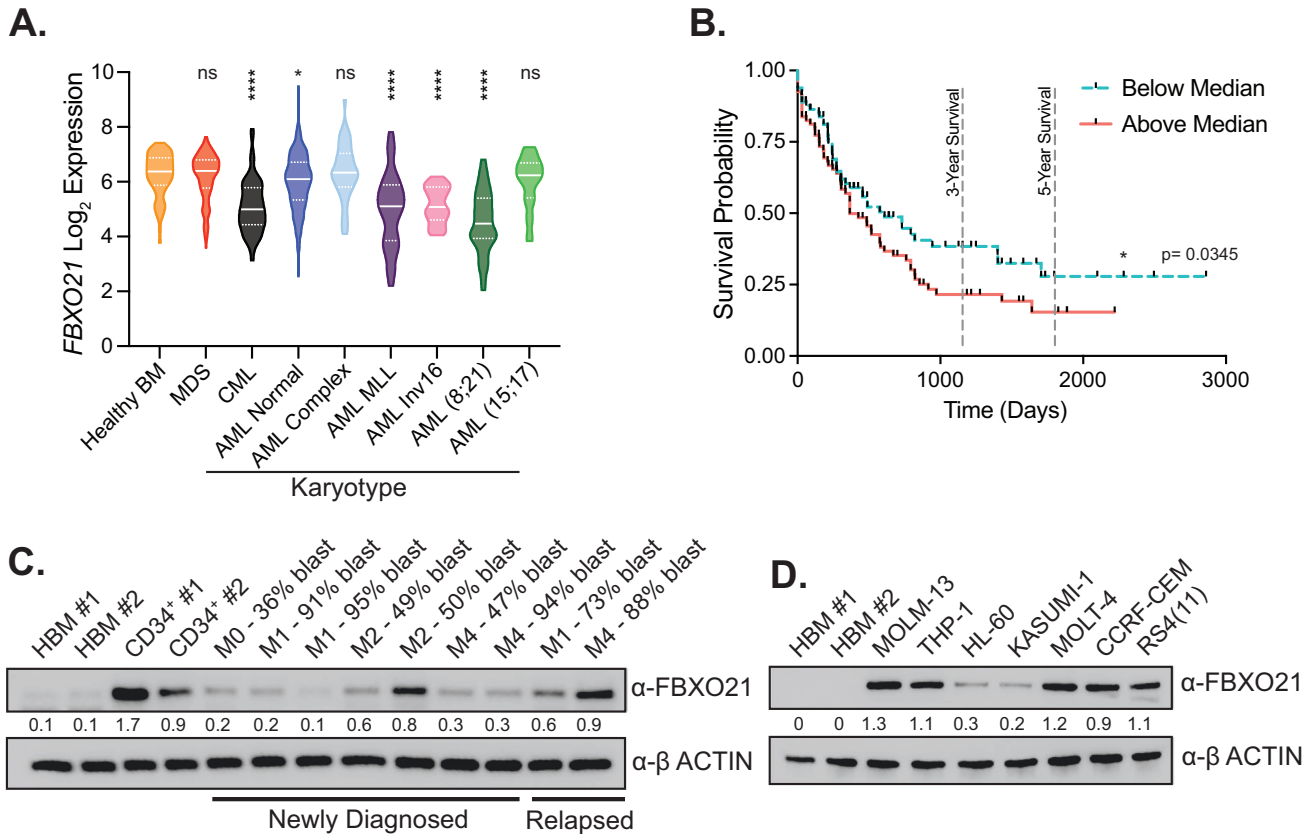 A.
FBXO21 Log2 Expression
10
8
6
4
2
0
ns
****
*
ns
****
****
****
ns
Healthy BM
MDS
CML
AML Normal
AML Complex
AML MLL
AML Inv16
AML (8;21)
AML (15;17)
Karyotype
B.
Survival Probability
1.00
0.75
0.50
0.25
0.00
3-Year Survival
5-Year Survival
Below Median
Above Median
*
p= 0.0345
0
1000
2000
3000
Time (Days)
C.
HBM #1
HBM #2
CD34+ #1
CD34+ #2
M0 - 36% blast
M1 - 91% blast
M1 - 95% blast
M2 - 49% blast
M2 - 50% blast
M4 - 47% blast
M4 - 94% blast
M1 - 73% blast
M4 - 88% blast
α-FBXO21
0.1 0.1 1.7 0.9 0.2 0.2 0.1 0.6 0.8 0.3 0.3 0.6 0.9
α-β ACTIN
Newly Diagnosed
Relapsed
D.
HBM #1
HBM #2
MOLM-13
THP-1
HL-60
KASUMI-1
MOLT-4
CCRF-CEM
RS4(11)
α-FBXO21
0 0 1.3 1.1 0.3 0.2 1.2 0.9 1.1
α-β ACTIN